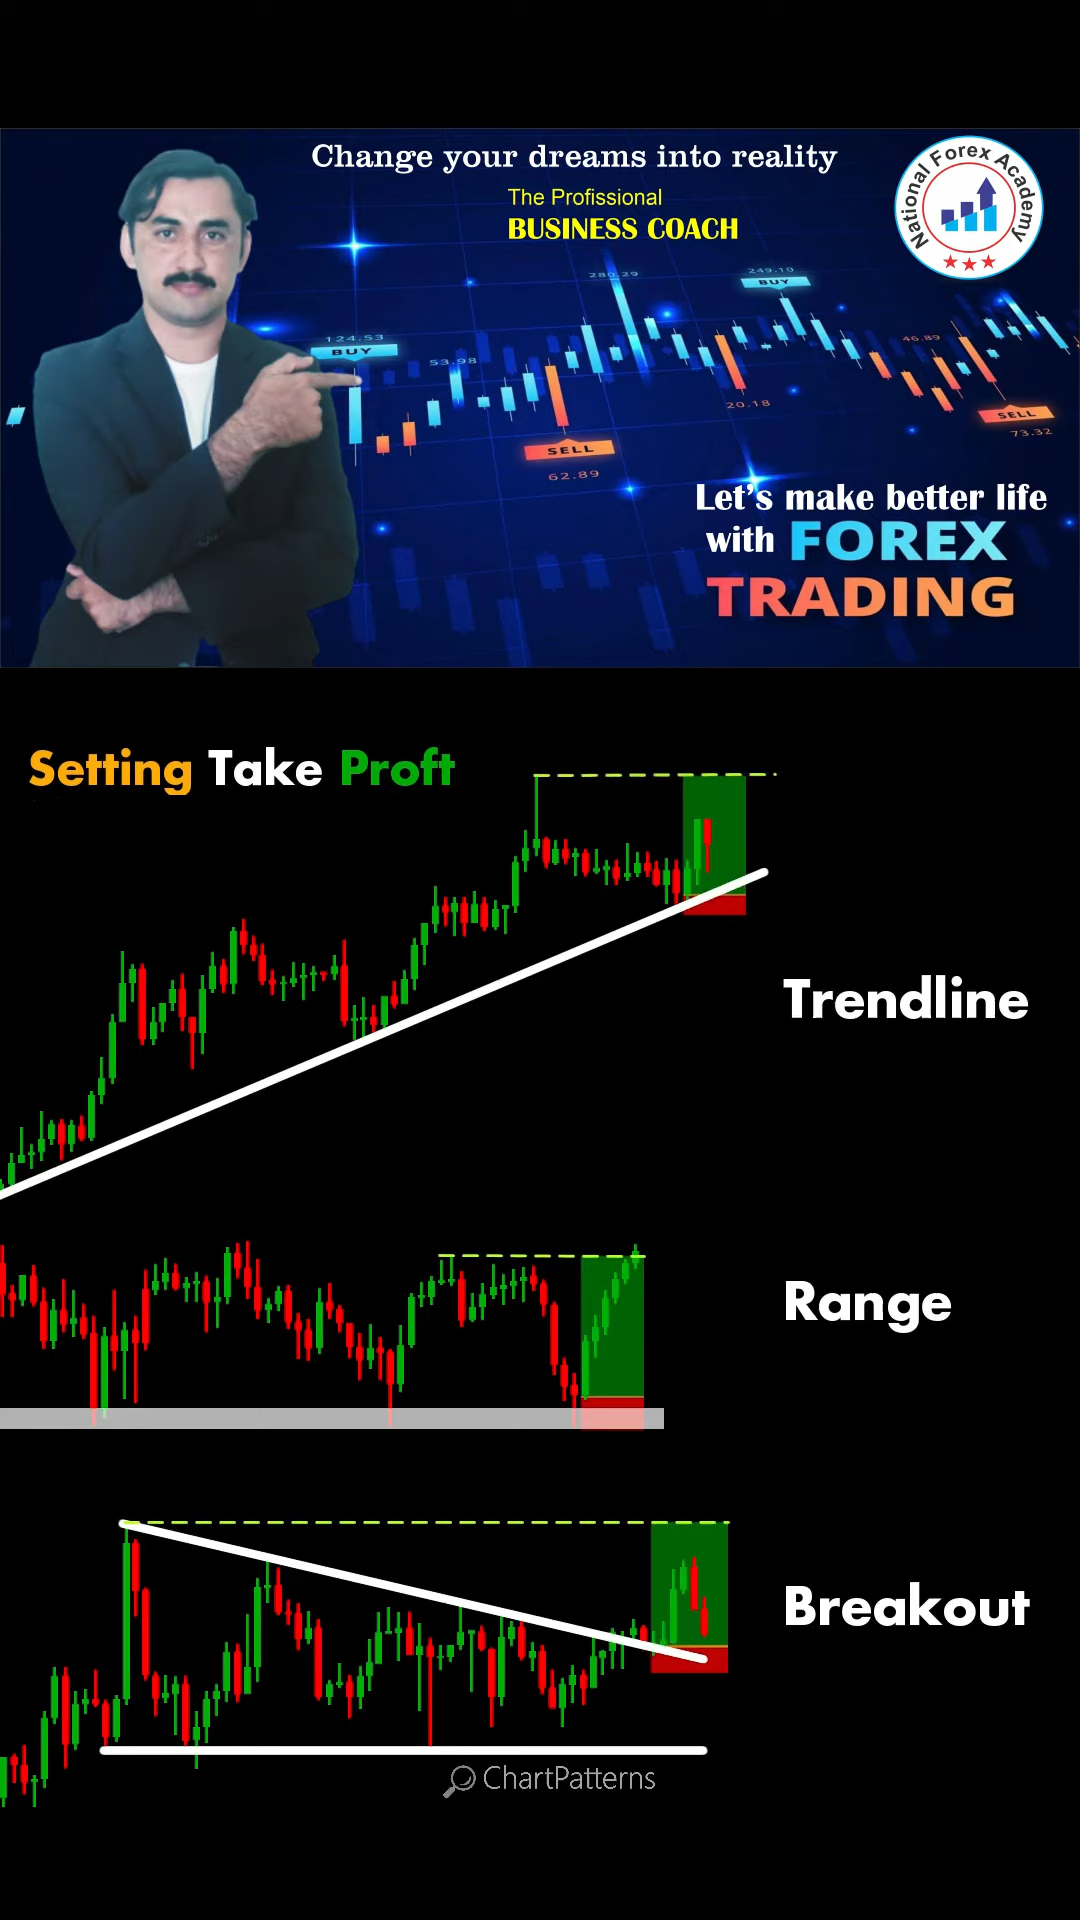 Change your dreams into reality
The Profissional
BUSINESS COACH
National Forex Academy
280.29
249.10
BUY
124.53
BUY
53.98
46.89
20.18
SELL
73.32
SELL
62.89
Let's make better life
with FOREX
TRADING
Setting Take Proft
Trendline
Range
Breakout
ChartPatterns